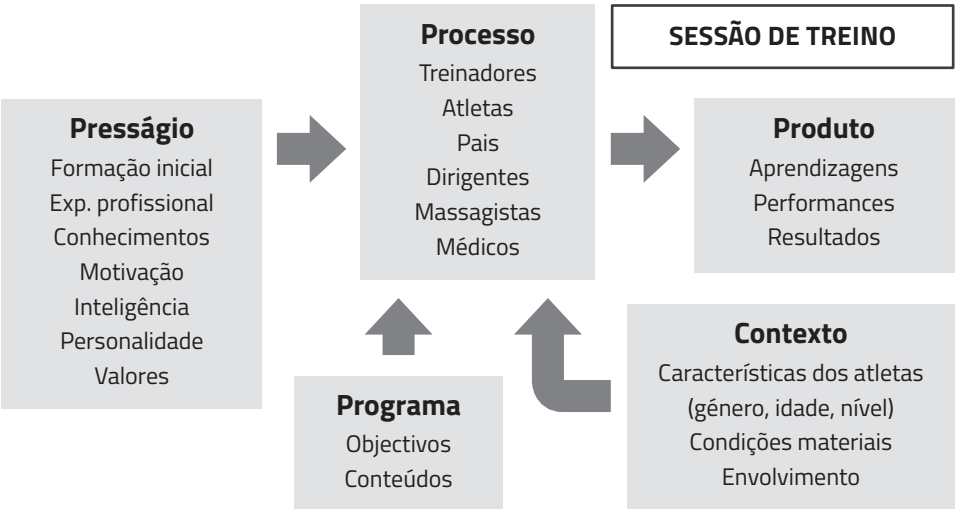 Processo
Treinadores
Atletas
Pais
Dirigentes
Massagistas
Médicos
SESSÃO DE TREINO
Presságio
Formação inicial
Exp. profissional
Conhecimentos
Motivação
Inteligência
Personalidade
Valores
Produto
Aprendizagens
Performances
Resultados
Programa
Objectivos
Conteúdos
Contexto
Características dos atletas
(género, idade, nível)
Condições materiais
Envolvimento